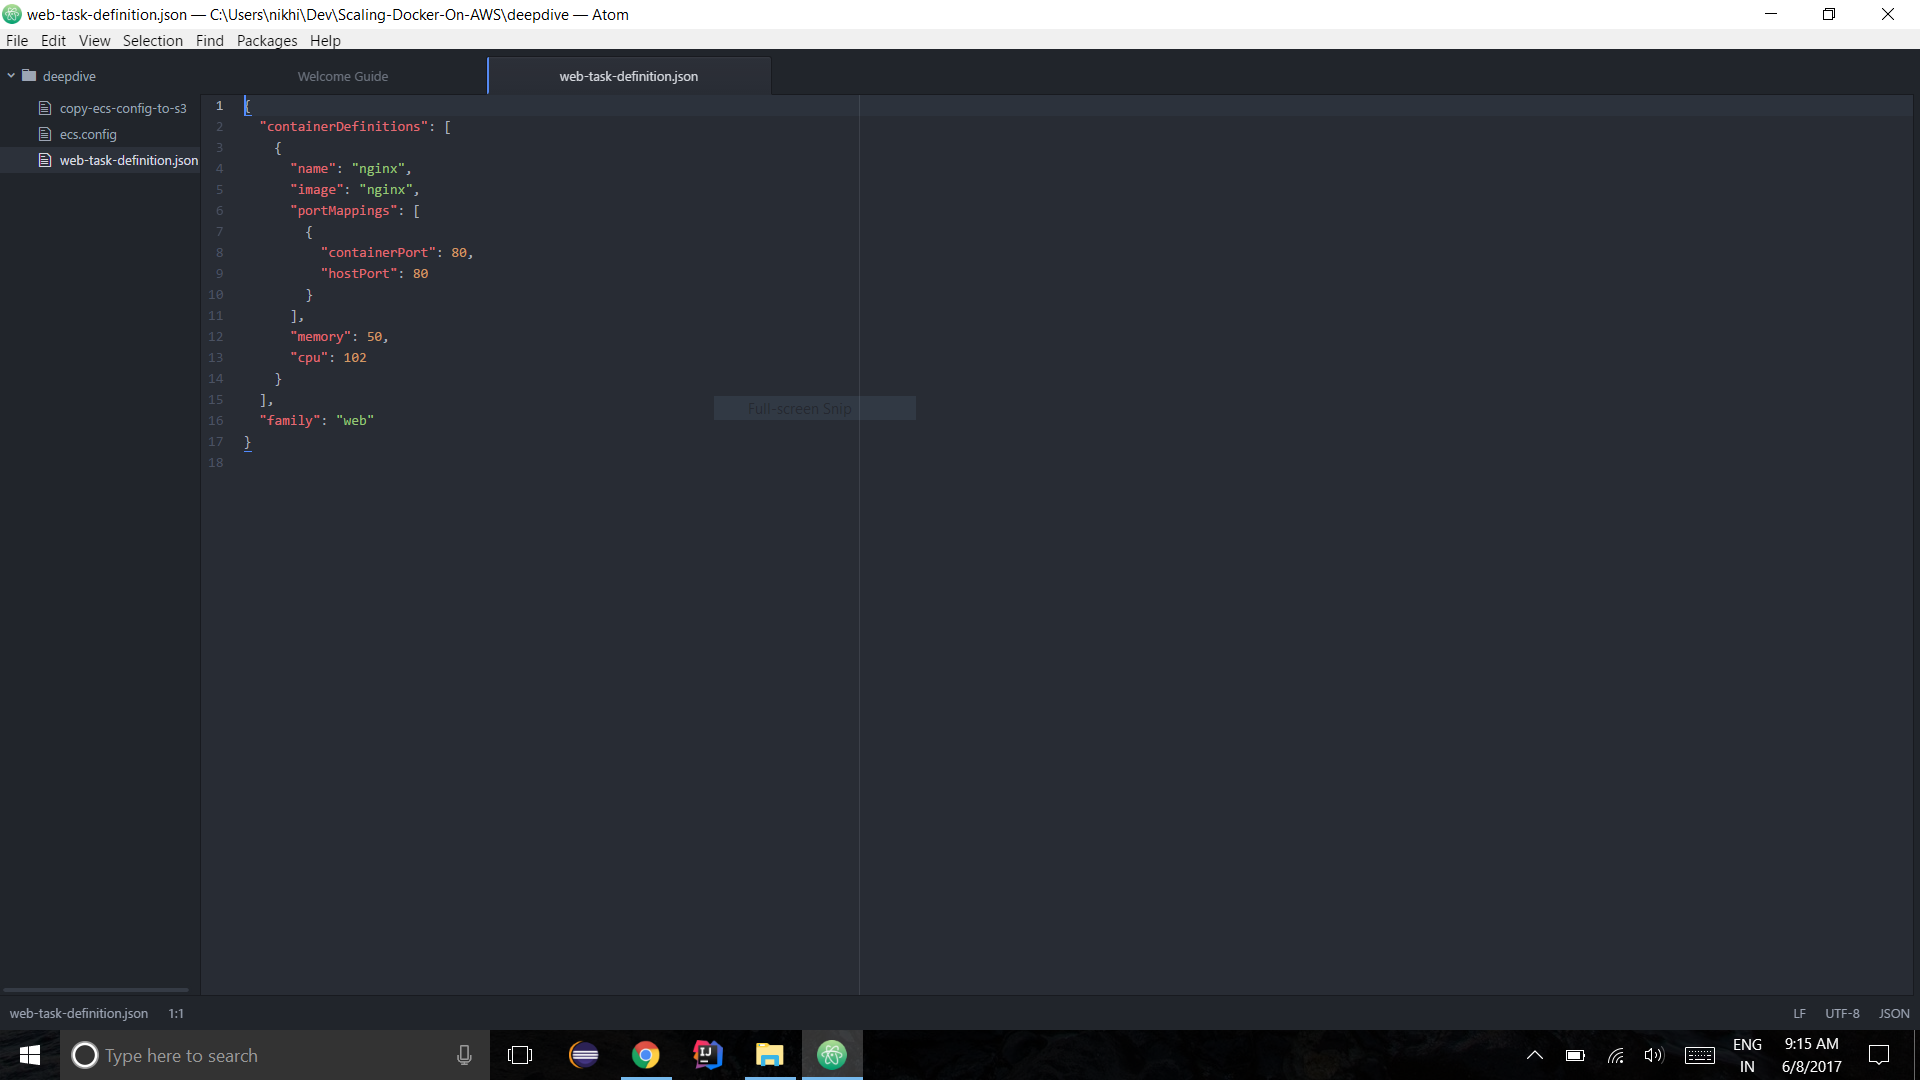 web-task-definition.json — C:\Users\nikhi\Dev\Scaling-Docker-On-AWS\deepdive — Atom
File Edit View Selection Find Packages Help
deepdive
copy-ecs-config-to-s3
ecs.config
web-task-definition.json
Welcome Guide
web-task-definition.json
1 {
2   "containerDefinitions": [
3     {
4       "name": "nginx",
5       "image": "nginx",
6       "portMappings": [
7         {
8           "containerPort": 80,
9           "hostPort": 80
10         }
11       ],
12       "memory": 50,
13       "cpu": 102
14     }
15   ],
16   "family": "web"
17 }
18
Full-screen Snip
web-task-definition.json 1:1
LF UTF-8 JSON
Type here to search
IJ
ENG
IN
9:15 AM
6/8/2017